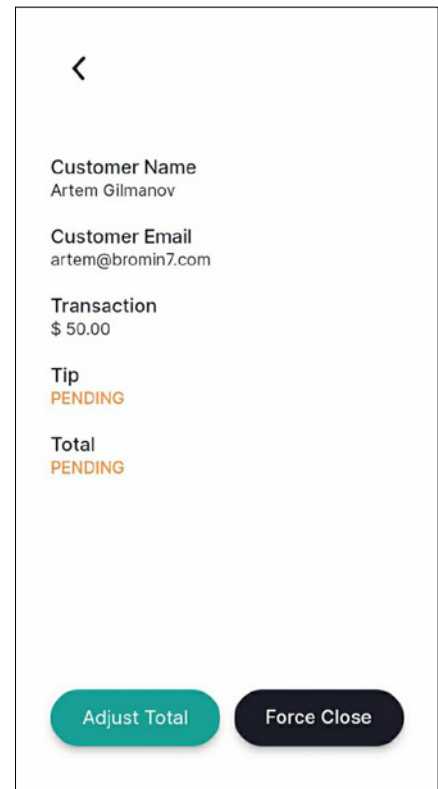 Customer Name
Artem Gilmanov
Customer Email
artem@bromin7.com
Transaction
$ 50.00
Tip
PENDING
Total
PENDING
Adjust Total
Force Close